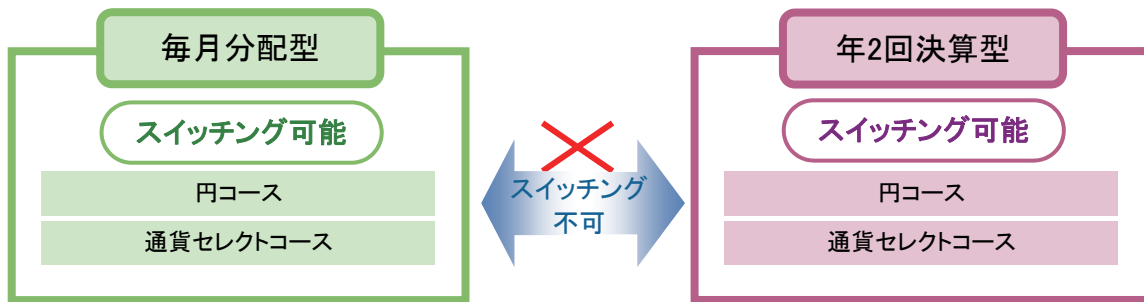 毎月分配型
スイッチング可能
円コース
通貨セレクトコース
スイッチング
不可
年2回決算型
スイッチング可能
円コース
通貨セレクトコース